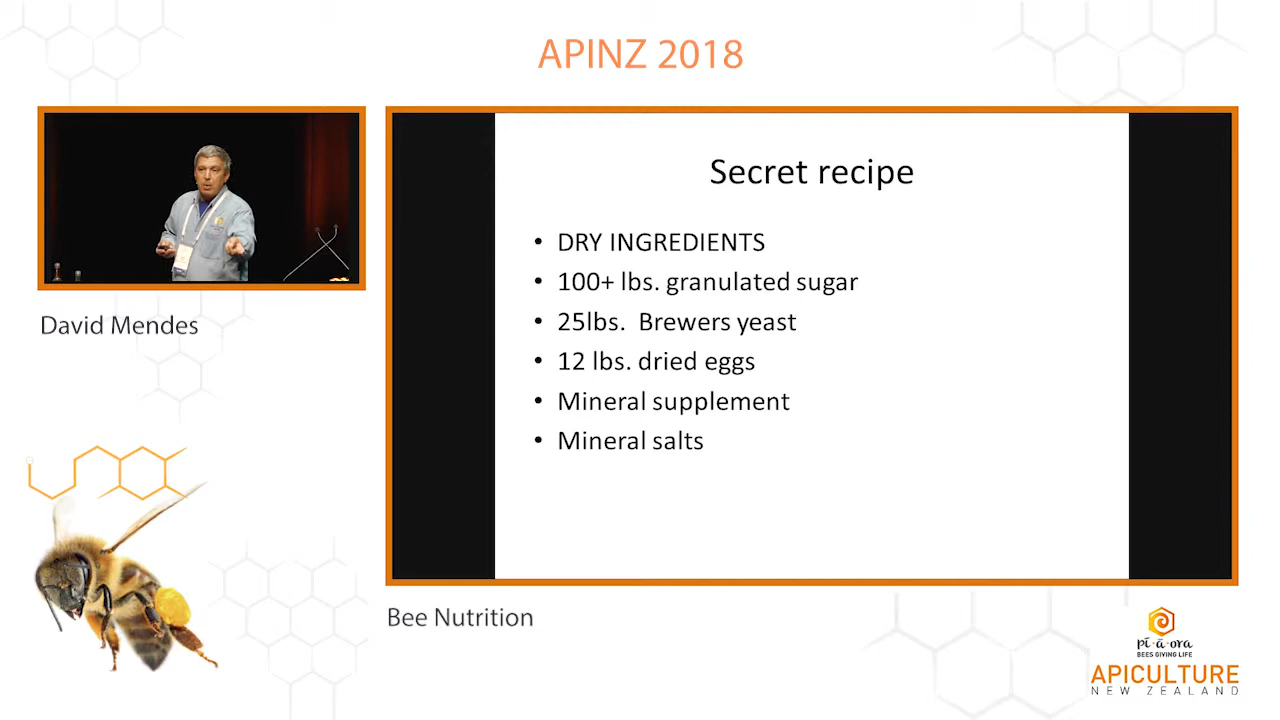 APINZ 2018
David Mendes
Secret recipe
• DRY INGREDIENTS
• 100+ lbs. granulated sugar
• 25lbs.  Brewers yeast
• 12 lbs. dried eggs
• Mineral supplement
• Mineral salts
Bee Nutrition
pī-ā-ora
BEES GIVING LIFE
APICULTURE
NEW ZEALAND